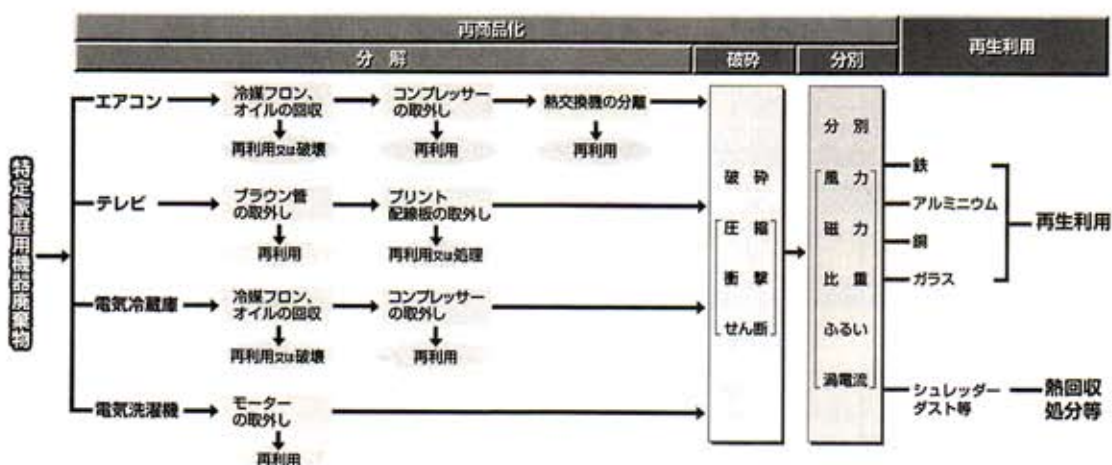 再商品化
再生利用
分 解
破砕
分別
特定家庭用機器廃棄物
エアコン
冷媒フロン、
オイルの回収
再利用又は破壊
コンプレッサー
の取外し
再利用
熱交換機の分離
再利用
テレビ
ブラウン管
の取外し
再利用
プリント
配線板の取外し
再利用又は処理
電気冷蔵庫
冷媒フロン、
オイルの回収
再利用又は破壊
コンプレッサー
の取外し
再利用
電気洗濯機
モーター
の取外し
再利用
破 砕
圧 縮
衝 撃
せん断
分 別
風 力
磁 力
比 重
ふるい
渦電流
鉄
アルミニウム
銅
ガラス
再生利用
シュレッダー
ダスト等
熱回収
処分等